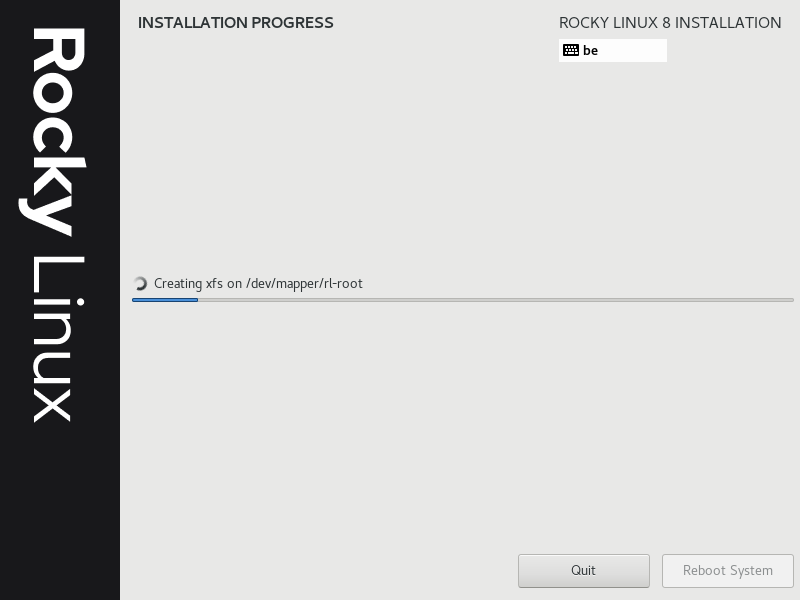 Rocky Linux
INSTALLATION PROGRESS
ROCKY LINUX 8 INSTALLATION
be
Creating xfs on /dev/mapper/rl-root
Quit
Reboot System